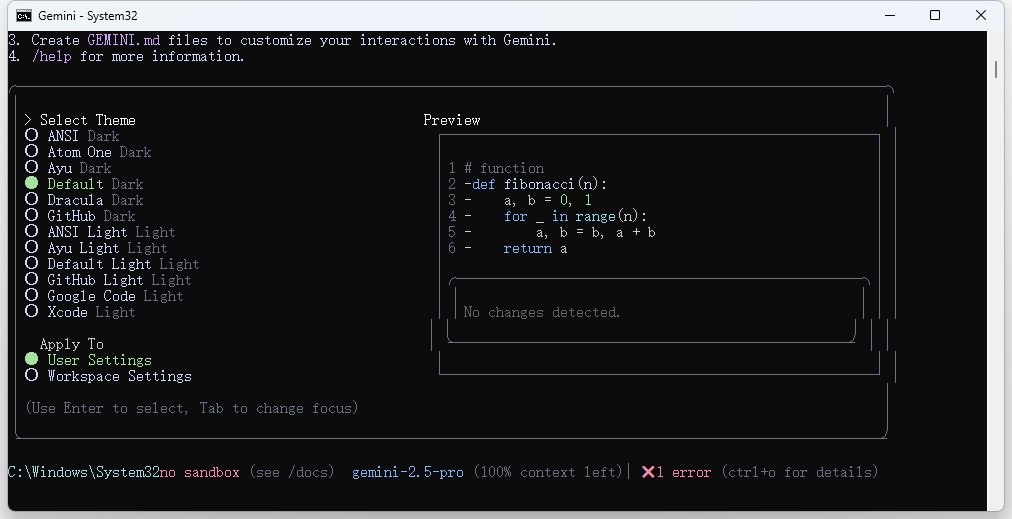 Gemini - System32
3. Create GEMINI.md files to customize your interactions with Gemini.
4. /help for more information.
> Select Theme
ANSI Dark
Atom One Dark
Ayu Dark
Default Dark
Dracula Dark
GitHub Dark
ANSI Light Light
Ayu Light Light
Default Light Light
GitHub Light Light
Google Code Light
Xcode Light
Apply To
User Settings
Workspace Settings
(Use Enter to select, Tab to change focus)
Preview
1 # function
2 -def fibonacci(n):
3 -    a, b = 0, 1
4 -    for _ in range(n):
5 -        a, b = b, a + b
6 -    return a
No changes detected.
C:\Windows\System32no sandbox (see /docs)  gemini-2.5-pro (100% context left)| ❌1 error (ctrl+o for details)